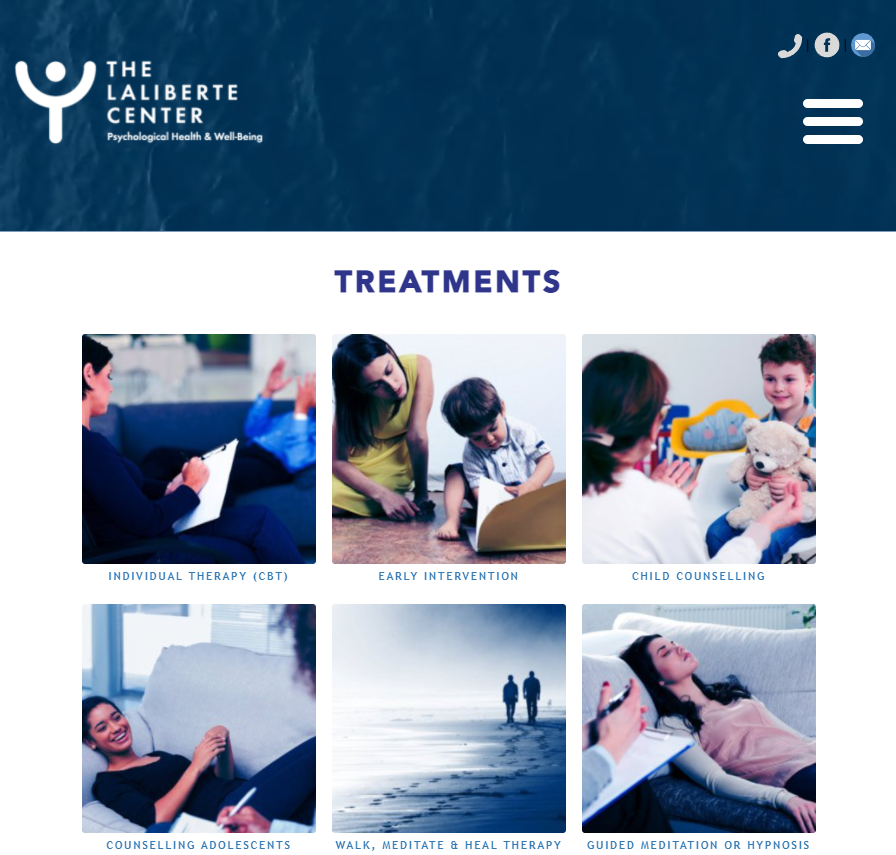 THE
LALIBERTE
CENTER
Psychological Health & Well-Being
f
TREATMENTS
INDIVIDUAL THERAPY (CBT)
EARLY INTERVENTION
CHILD COUNSELLING
COUNSELLING ADOLESCENTS
WALK, MEDITATE & HEAL THERAPY
GUIDED MEDITATION OR HYPNOSIS